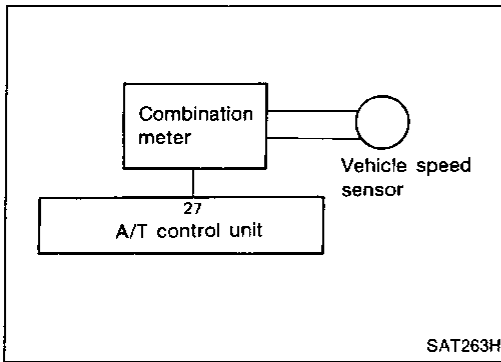 Combination
meter
Vehicle speed
sensor
27
A/T control unit
SAT263H